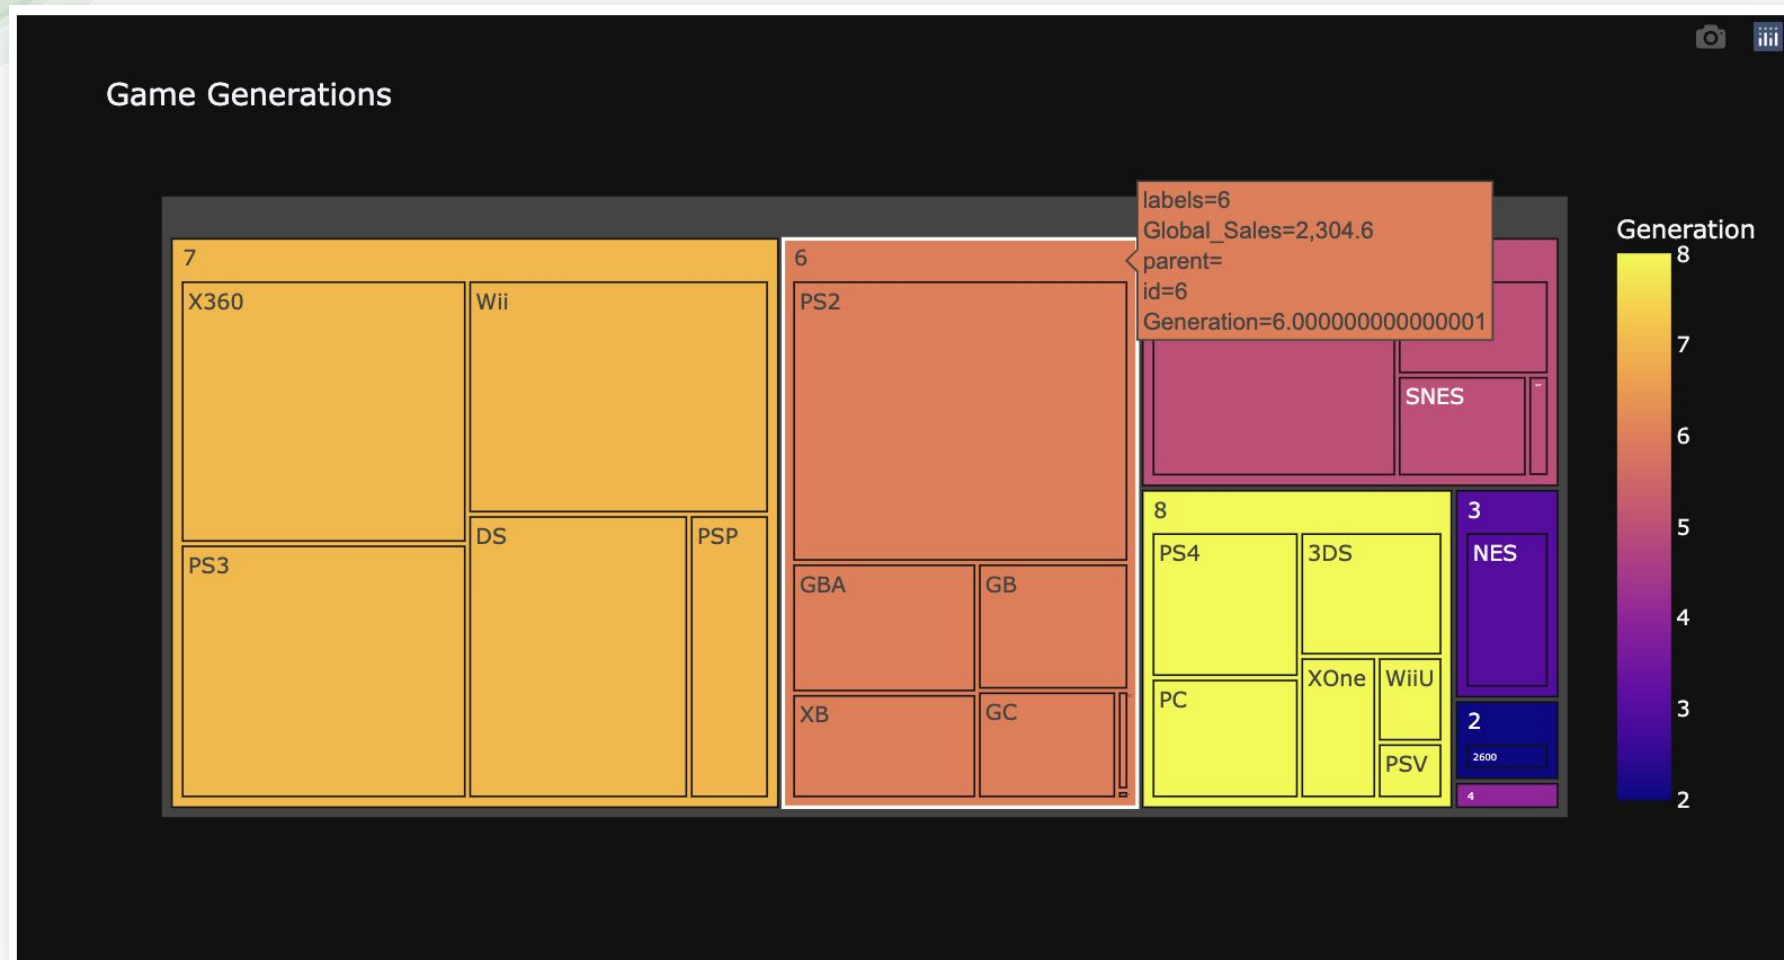 Game Generations
labels=6
Global_Sales=2,304.6
parent=
id=6
Generation=6.000000000000001
7
X360
Wii
PS3
DS
PSP
6
PS2
GBA
GB
XB
GC
SNES
8
PS4
3DS
PC
XOne
WiiU
PSV
3
NES
2
2600
4
Generation
8
7
6
5
4
3
2